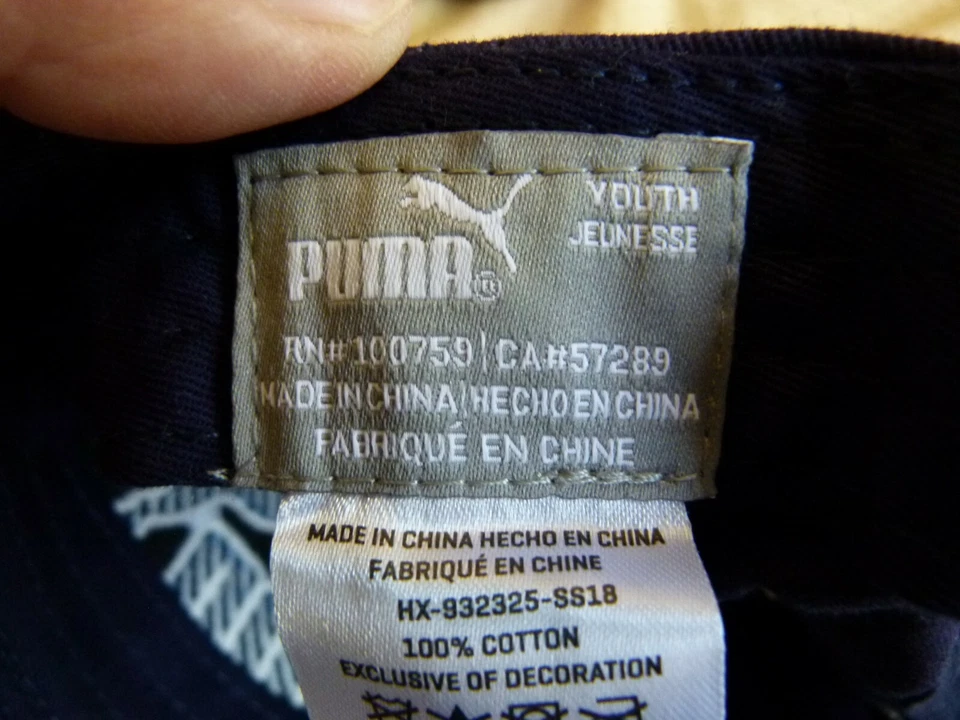 YOUTH
JEUNESSE
PUMA®
RN#100759|CA#57289
MADE IN CHINA/HECHO EN CHINA
FABRIQUÉ EN CHINE
MADE IN CHINA HECHO EN CHINA
FABRIQUÉ EN CHINE
HX-932325-SS18
100% COTTON
EXCLUSIVE OF DECORATION